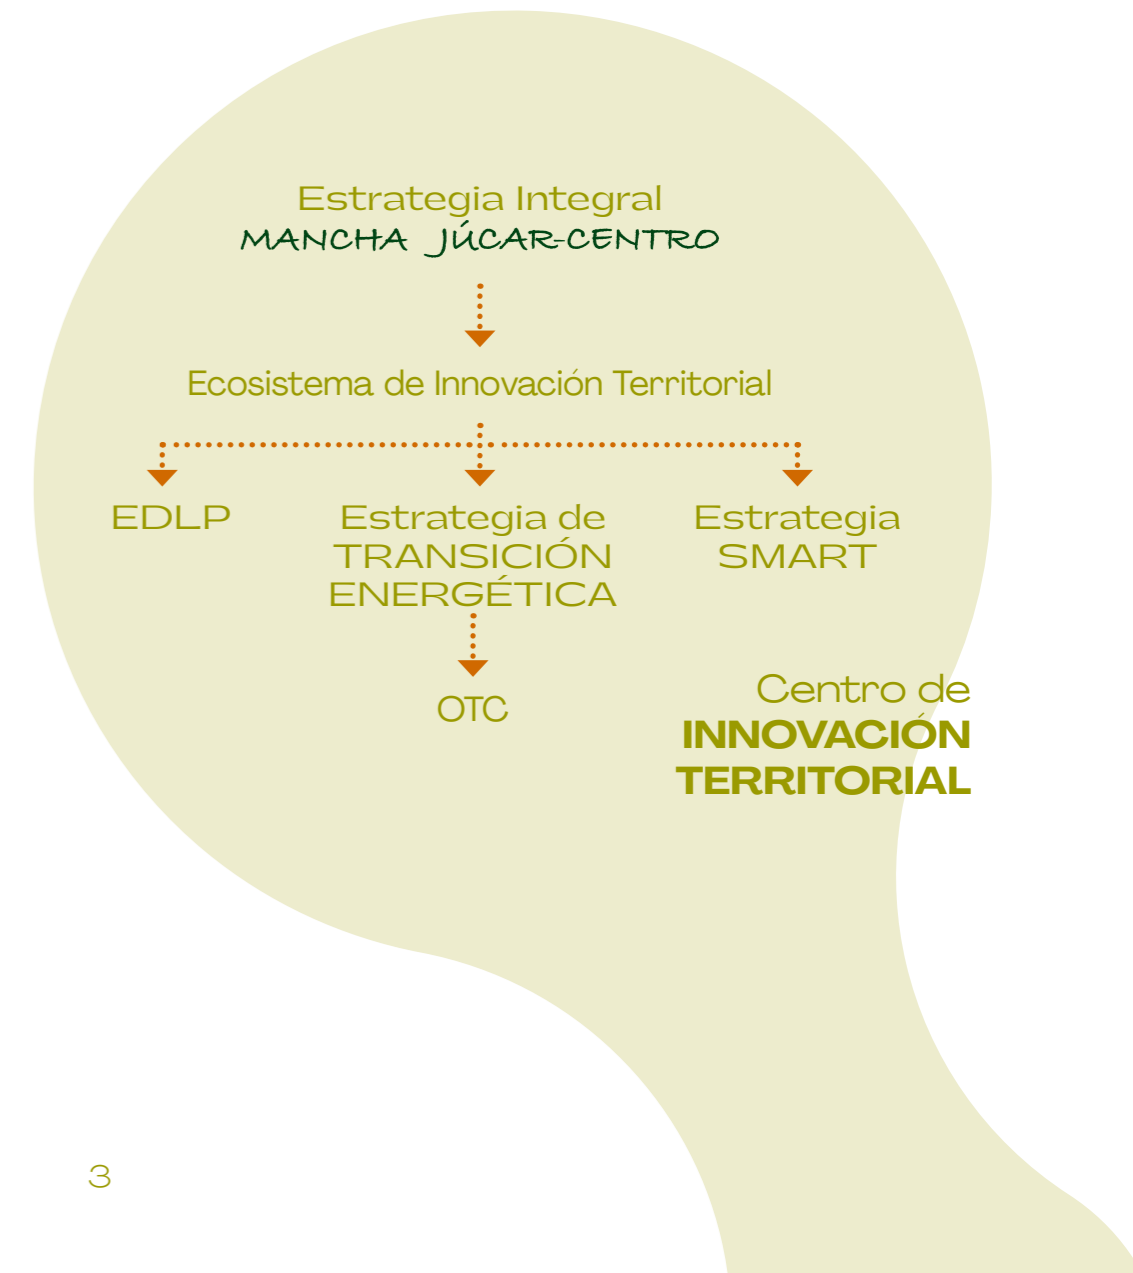 Estrategia Integral
MANCHA JÚCAR-CENTRO
Ecosistema de Innovación Territorial
EDLP
Estrategia de
TRANSICIÓN
ENERGÉTICA
Estrategia
SMART
OTC
Centro de
INNOVACIÓN
TERRITORIAL
3